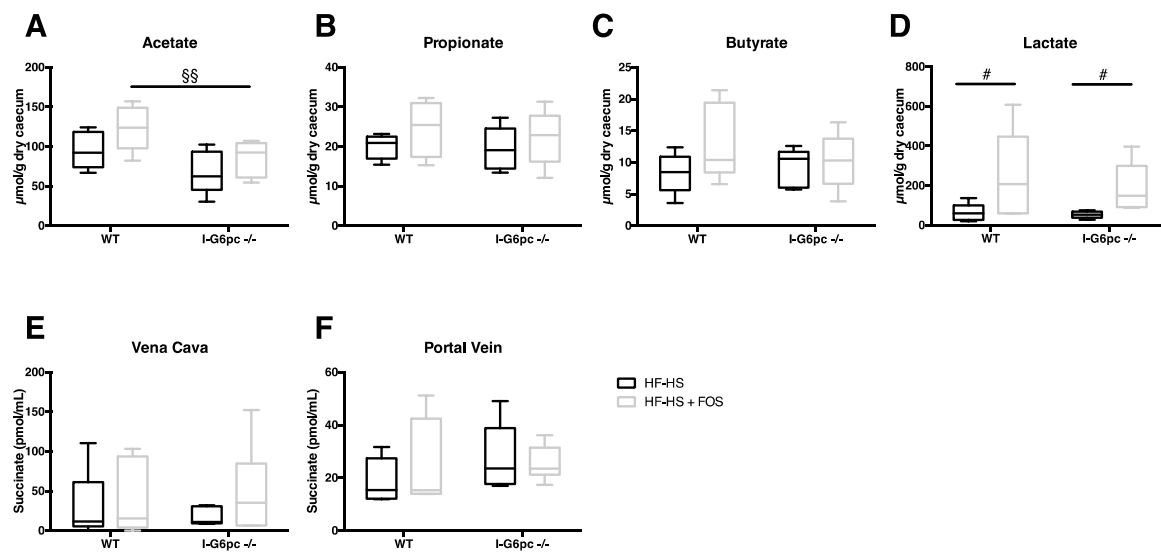 A
Acetate
µmol/g dry caecum
200
150
100
50
0
§§
WT
I-G6pc -/-
B
Propionate
µmol/g dry caecum
40
30
20
10
0
WT
I-G6pc -/-
C
Butyrate
µmol/g dry caecum
25
20
15
10
5
0
WT
I-G6pc -/-
D
Lactate
µmol/g dry caecum
800
600
400
200
0
#
#
WT
I-G6pc -/-
E
Vena Cava
Succinate (pmol/mL)
200
150
100
50
0
WT
I-G6pc -/-
F
Portal Vein
Succinate (pmol/mL)
60
40
20
0
WT
I-G6pc -/-
HF-HS
HF-HS + FOS